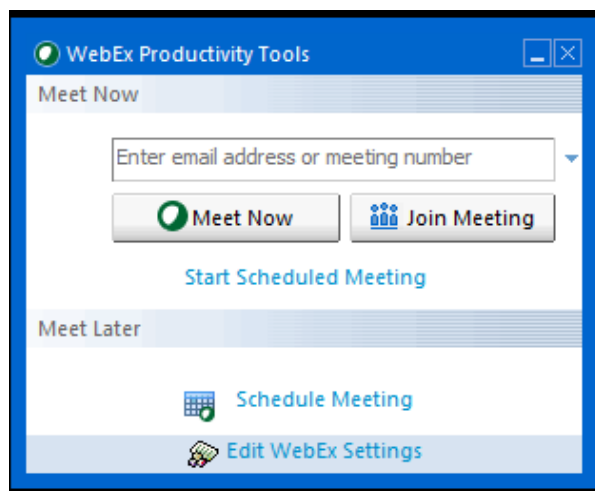 WebEx Productivity Tools
Meet Now
Enter email address or meeting number
Meet Now Join Meeting
Start Scheduled Meeting
Meet Later
Schedule Meeting
Edit WebEx Settings